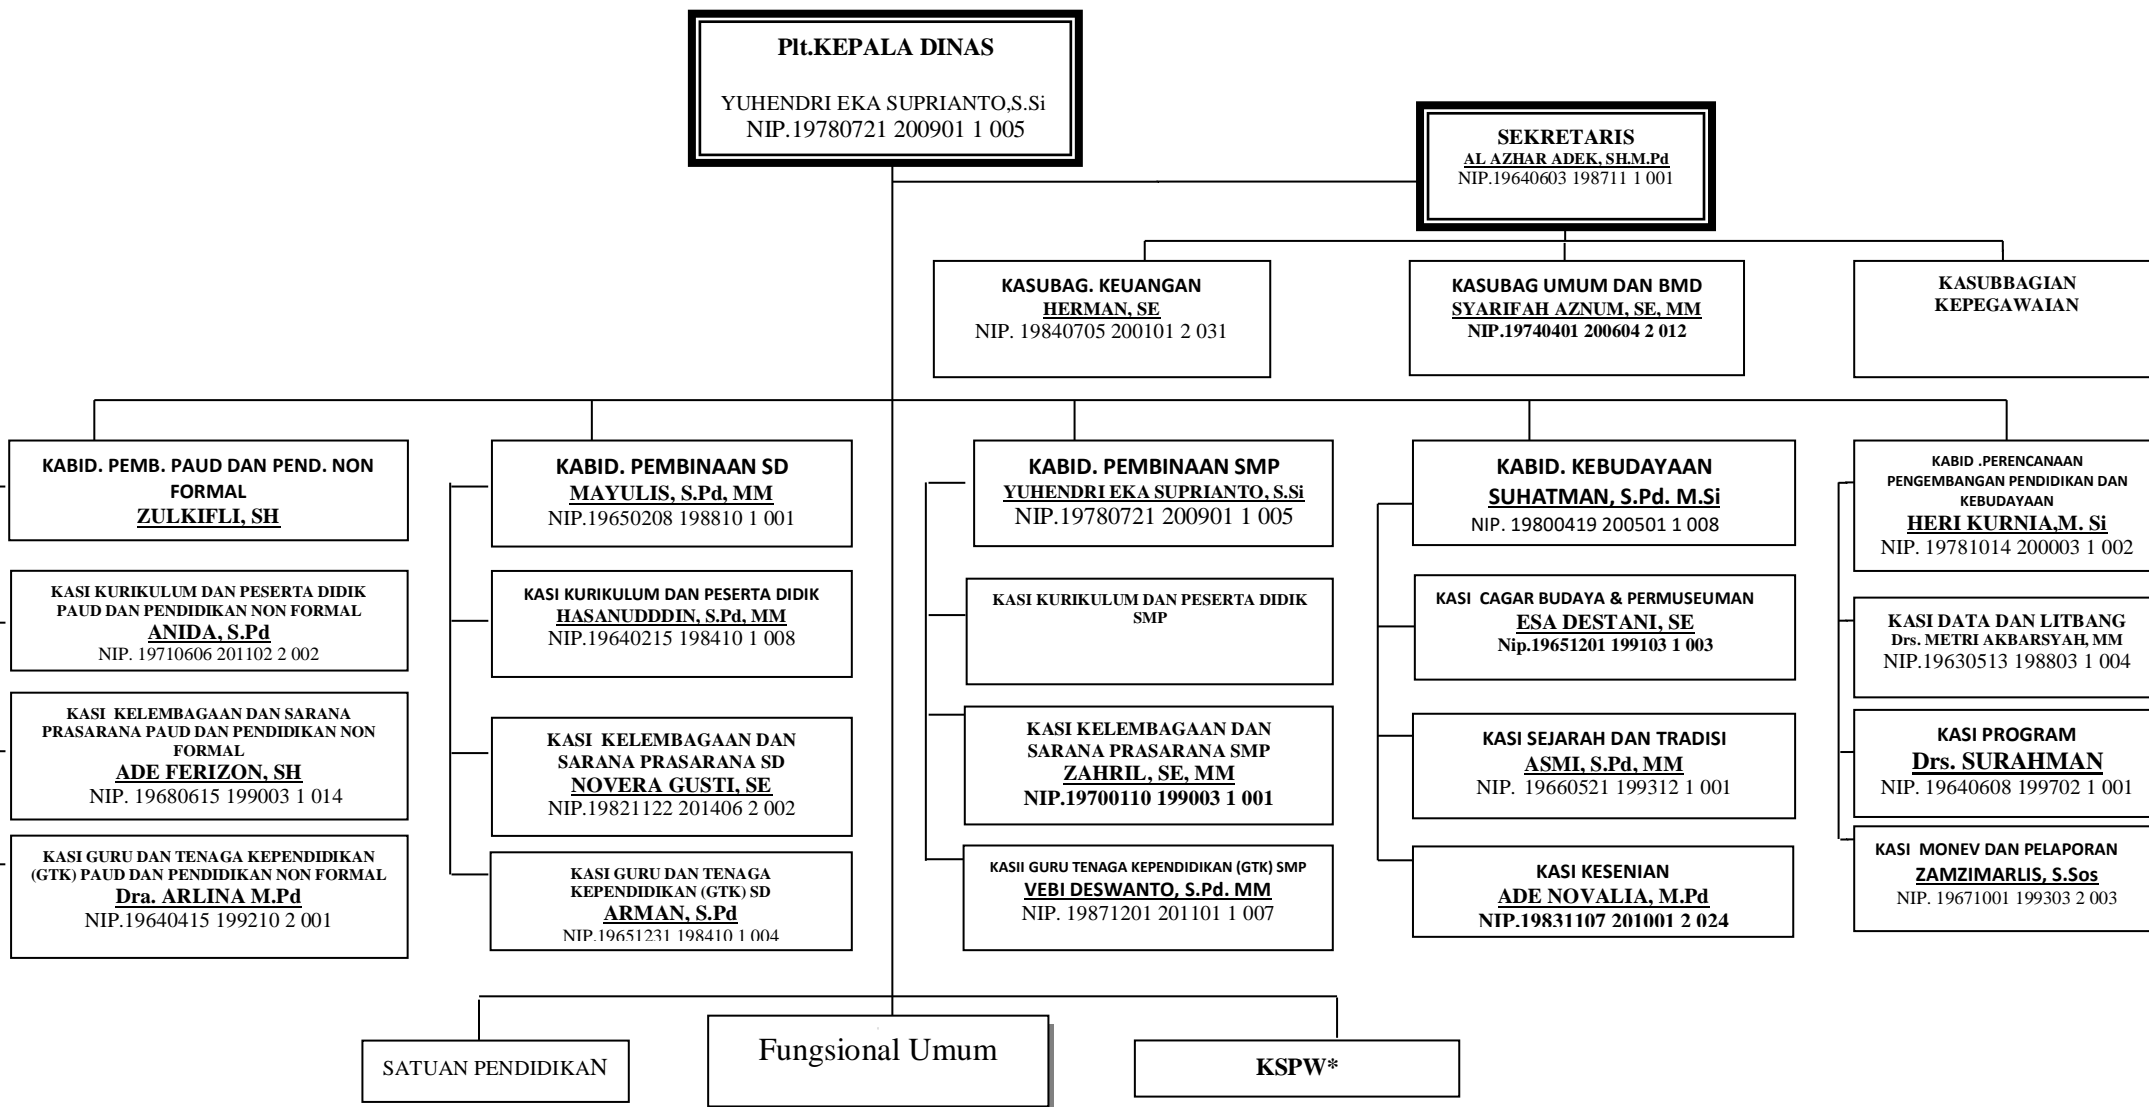 Plt.KEPALA DINAS
YUHENDRI EKA SUPRIANTO,S.Si
NIP.19780721 200901 1 005
SEKRETARIS
AL AZHAR ADEK, SH.M.Pd
NIP.19640603 198711 1 001
KASUBAG. KEUANGAN
HERMAN, SE
NIP. 19840705 200101 2 031
KASUBAG UMUM DAN BMD
SYARIFAH AZNUM, SE, MM
NIP.19740401 200604 2 012
KASUBBAGIAN
KEPEGAWAIAN
KABID. PEMB. PAUD DAN PEND. NON
FORMAL
ZULKIFLI, SH
KASI KURIKULUM DAN PESERTA DIDIK
PAUD DAN PENDIDIKAN NON FORMAL
ANIDA, S.Pd
NIP. 19710606 201102 2 002
KASI KELEMBAGAAN DAN SARANA
PRASARANA PAUD DAN PENDIDIKAN NON
FORMAL
ADE FERIZON, SH
NIP. 19680615 199003 1 014
KASI GURU DAN TENAGA KEPENDIDIKAN
(GTK) PAUD DAN PENDIDIKAN NON FORMAL
Dra. ARLINA M.Pd
NIP.19640415 199210 2 001
KABID. PEMBINAAN SD
MAYULIS, S.Pd, MM
NIP.19650208 198810 1 001
KASI KURIKULUM DAN PESERTA DIDIK
HASANUDDDIN, S.Pd, MM
NIP.19640215 198410 1 008
KASI KELEMBAGAAN DAN
SARANA PRASARANA SD
NOVERA GUSTI, SE
NIP.19821122 201406 2 002
KASI GURU DAN TENAGA
KEPENDIDIKAN (GTK) SD
ARMAN, S.Pd
NIP.19651231 198410 1 004
KABID. PEMBINAAN SMP
YUHENDRI EKA SUPRIANTO, S.Si
NIP.19780721 200901 1 005
KASI KURIKULUM DAN PESERTA DIDIK
SMP
KASI KELEMBAGAAN DAN
SARANA PRASARANA SMP
ZAHRIL, SE, MM
NIP.19700110 199003 1 001
KASII GURU TENAGA KEPENDIDIKAN (GTK) SMP
VEBI DESWANTO, S.Pd. MM
NIP. 19871201 201101 1 007
KABID. KEBUDAYAAN
SUHATMAN, S.Pd. M.Si
NIP. 19800419 200501 1 008
KASI CAGAR BUDAYA & PERMUSEUMAN
ESA DESTANI, SE
Nip.19651201 199103 1 003
KASI SEJARAH DAN TRADISI
ASMI, S.Pd, MM
NIP. 19660521 199312 1 001
KASI KESENIAN
ADE NOVALIA, M.Pd
NIP.19831107 201001 2 024
KABID .PERENCANAAN
PENGEMBANGAN PENDIDIKAN DAN
KEBUDAYAAN
HERI KURNIA,M. Si
NIP. 19781014 200003 1 002
KASI DATA DAN LITBANG
Drs. METRI AKBARSYAH, MM
NIP.19630513 198803 1 004
KASI PROGRAM
Drs. SURAHMAN
NIP. 19640608 199702 1 001
KASI MONEV DAN PELAPORAN
ZAMZIMARLIS, S.Sos
NIP. 19671001 199303 2 003
SATUAN PENDIDIKAN
Fungsional Umum
KSPW*